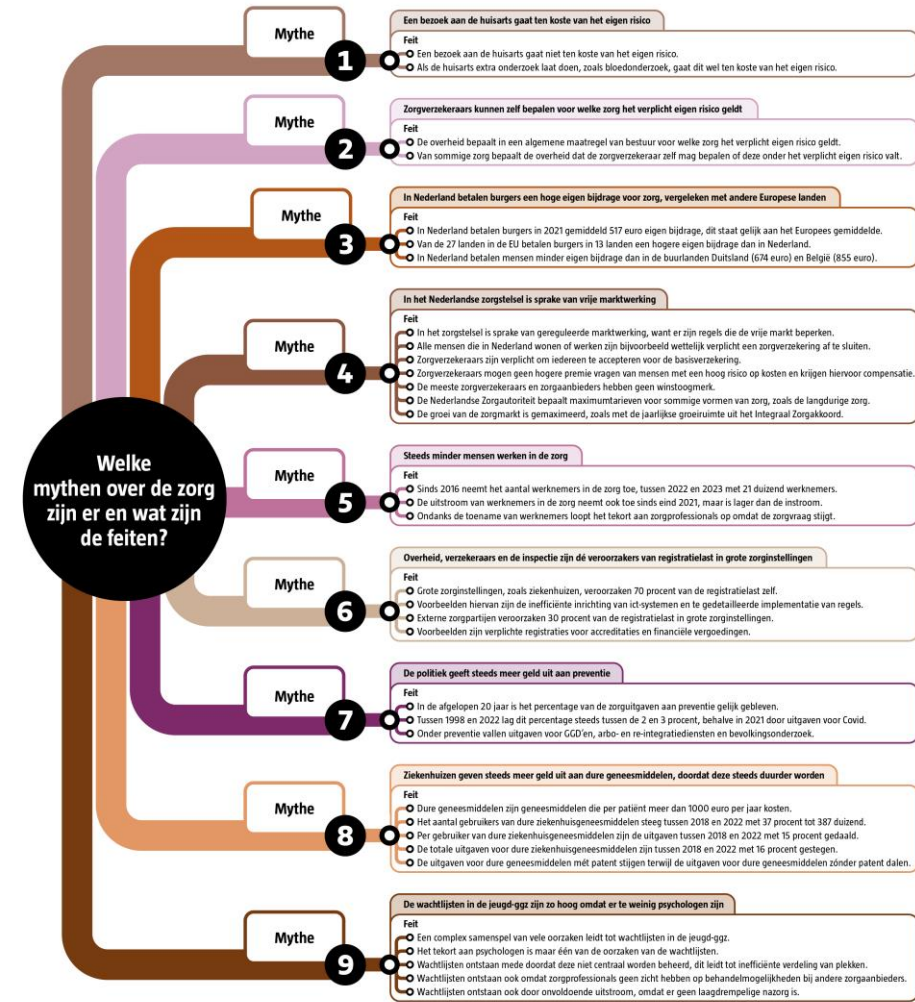 Welke
mythen over de zorg
zijn er en wat zijn
de feiten?
Mythe
1
Een bezoek aan de huisarts gaat ten koste van het eigen risico
Feit
Een bezoek aan de huisarts gaat niet ten koste van het eigen risico.
Als de huisarts extra onderzoek laat doen, zoals bloedonderzoek, gaat dit wel ten koste van het eigen risico.
Mythe
2
Zorgverzekeraars kunnen zelf bepalen voor welke zorg het verplicht eigen risico geldt
Feit
De overheid bepaalt in een algemene maatregel van bestuur voor welke zorg het verplicht eigen risico geldt.
Van sommige zorg bepaalt de overheid dat de zorgverzekeraar zelf mag bepalen of deze onder het verplicht eigen risico valt.
Mythe
3
In Nederland betalen burgers een hoge eigen bijdrage voor zorg, vergeleken met andere Europese landen
Feit
In Nederland betalen burgers in 2021 gemiddeld 517 euro eigen bijdrage, dit staat gelijk aan het Europees gemiddelde.
Van de 27 landen in de EU betalen burgers in 13 landen een hogere eigen bijdrage dan in Nederland.
In Nederland betalen mensen minder eigen bijdrage dan in de buurlanden Duitsland (674 euro) en België (855 euro).
Mythe
4
In het Nederlandse zorgstelsel is sprake van vrije marktwerking
Feit
In het zorgstelsel is sprake van gereguleerde marktwerking, want er zijn regels die de vrije markt beperken.
Alle mensen die in Nederland wonen of werken zijn bijvoorbeeld wettelijk verplicht een zorgverzekering af te sluiten.
Zorgverzekeraars zijn verplicht om iedereen te accepteren voor de basisverzekering.
Zorgverzekeraars mogen geen hogere premie vragen van mensen met een hoog risico op kosten en krijgen hiervoor compensatie.
De meeste zorgverzekeraars en zorgaanbieders hebben geen winstoogmerk.
De Nederlandse Zorgautoriteit bepaalt maximumtarieven voor sommige vormen van zorg, zoals de langdurige zorg.
De groei van de zorgmarkt is gemaximeerd, zoals met de jaarlijkse groeiruimte uit het Integraal Zorgakkoord.
Mythe
5
Steeds minder mensen werken in de zorg
Feit
Sinds 2016 neemt het aantal werknemers in de zorg toe, tussen 2022 en 2023 met 21 duizend werknemers.
De uitstroom van werknemers in de zorg neemt ook toe sinds eind 2021, maar is lager dan de instroom.
Ondanks de toename van werknemers loopt het tekort aan zorgprofessionals op omdat de zorgvraag stijgt.
Mythe
6
Overheid, verzekeraars en de inspectie zijn dé veroorzakers van registratielast in grote zorginstellingen
Feit
Grote zorginstellingen, zoals ziekenhuizen, veroorzaken 70 procent van de registratielast zelf.
Voorbeelden hiervan zijn de inefficiënte inrichting van ict-systemen en te gedetailleerde implementatie van regels.
Externe zorgpartijen veroorzaken 30 procent van de registratielast in grote zorginstellingen.
Voorbeelden zijn verplichte registraties voor accreditaties en financiële vergoedingen.
Mythe
7
De politiek geeft steeds meer geld uit aan preventie
Feit
In de afgelopen 20 jaar is het percentage van de zorguitgaven aan preventie gelijk gebleven.
Tussen 1998 en 2022 lag dit percentage steeds tussen de 2 en 3 procent, behalve in 2021 door uitgaven voor Covid.
Onder preventie vallen uitgaven voor GGD'en, arbo- en re-integratiediensten en bevolkingsonderzoek.
Mythe
8
Ziekenhuizen geven steeds meer geld uit aan dure geneesmiddelen, doordat deze steeds duurder worden
Feit
Dure geneesmiddelen zijn geneesmiddelen die per patiënt meer dan 1000 euro per jaar kosten.
Het aantal gebruikers van dure ziekenhuisgeneesmiddelen steeg tussen 2018 en 2022 met 37 procent tot 387 duizend.
Per gebruiker van dure ziekenhuisgeneesmiddelen zijn de uitgaven tussen 2018 en 2022 met 15 procent gedaald.
De totale uitgaven voor dure ziekenhuisgeneesmiddelen zijn tussen 2018 en 2022 met 16 procent gestegen.
De uitgaven voor dure geneesmiddelen mét patent stijgen terwijl de uitgaven voor dure geneesmiddelen zónder patent dalen.
Mythe
9
De wachtlijsten in de jeugd-ggz zijn zo hoog omdat er te weinig psychologen zijn
Feit
Een complex samenspel van vele oorzaken leidt tot wachtlijsten in de jeugd-ggz.
Het tekort aan psychologen is maar één van de oorzaken van de wachtlijsten.
Wachtlijsten ontstaan mede doordat deze niet centraal worden beheerd, dit leidt tot inefficiënte verdeling van plekken.
Wachtlijsten ontstaan ook omdat zorgprofessionals geen zicht hebben op behandelmogelijkheden bij andere zorgaanbieders.
Wachtlijsten ontstaan ook door onvoldoende uitstroom, omdat er geen laagdrempelige nazorg is.